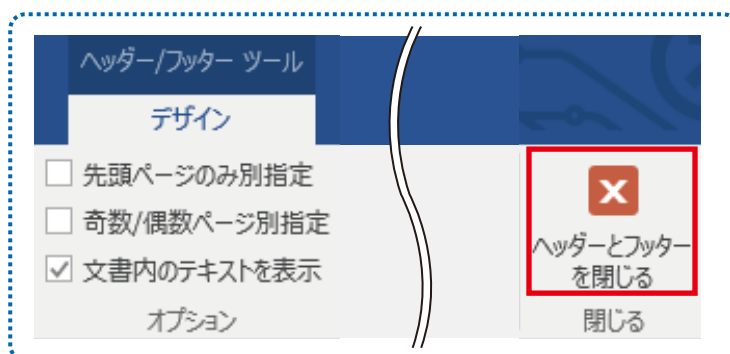 ヘッダー/フッター ツール
デザイン
先頭ページのみ別指定
奇数/偶数ページ別指定
文書内のテキストを表示
オプション
ヘッダーとフッター
を閉じる
閉じる